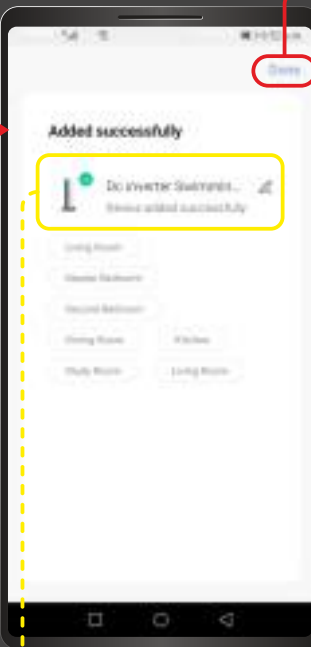 Done
Added successfully
Dc inverter Swimmin...
Device added successfully
Living Room
Master Bedroom
Second Bedroom
Dining Room Kitchen
Study Room Living Room